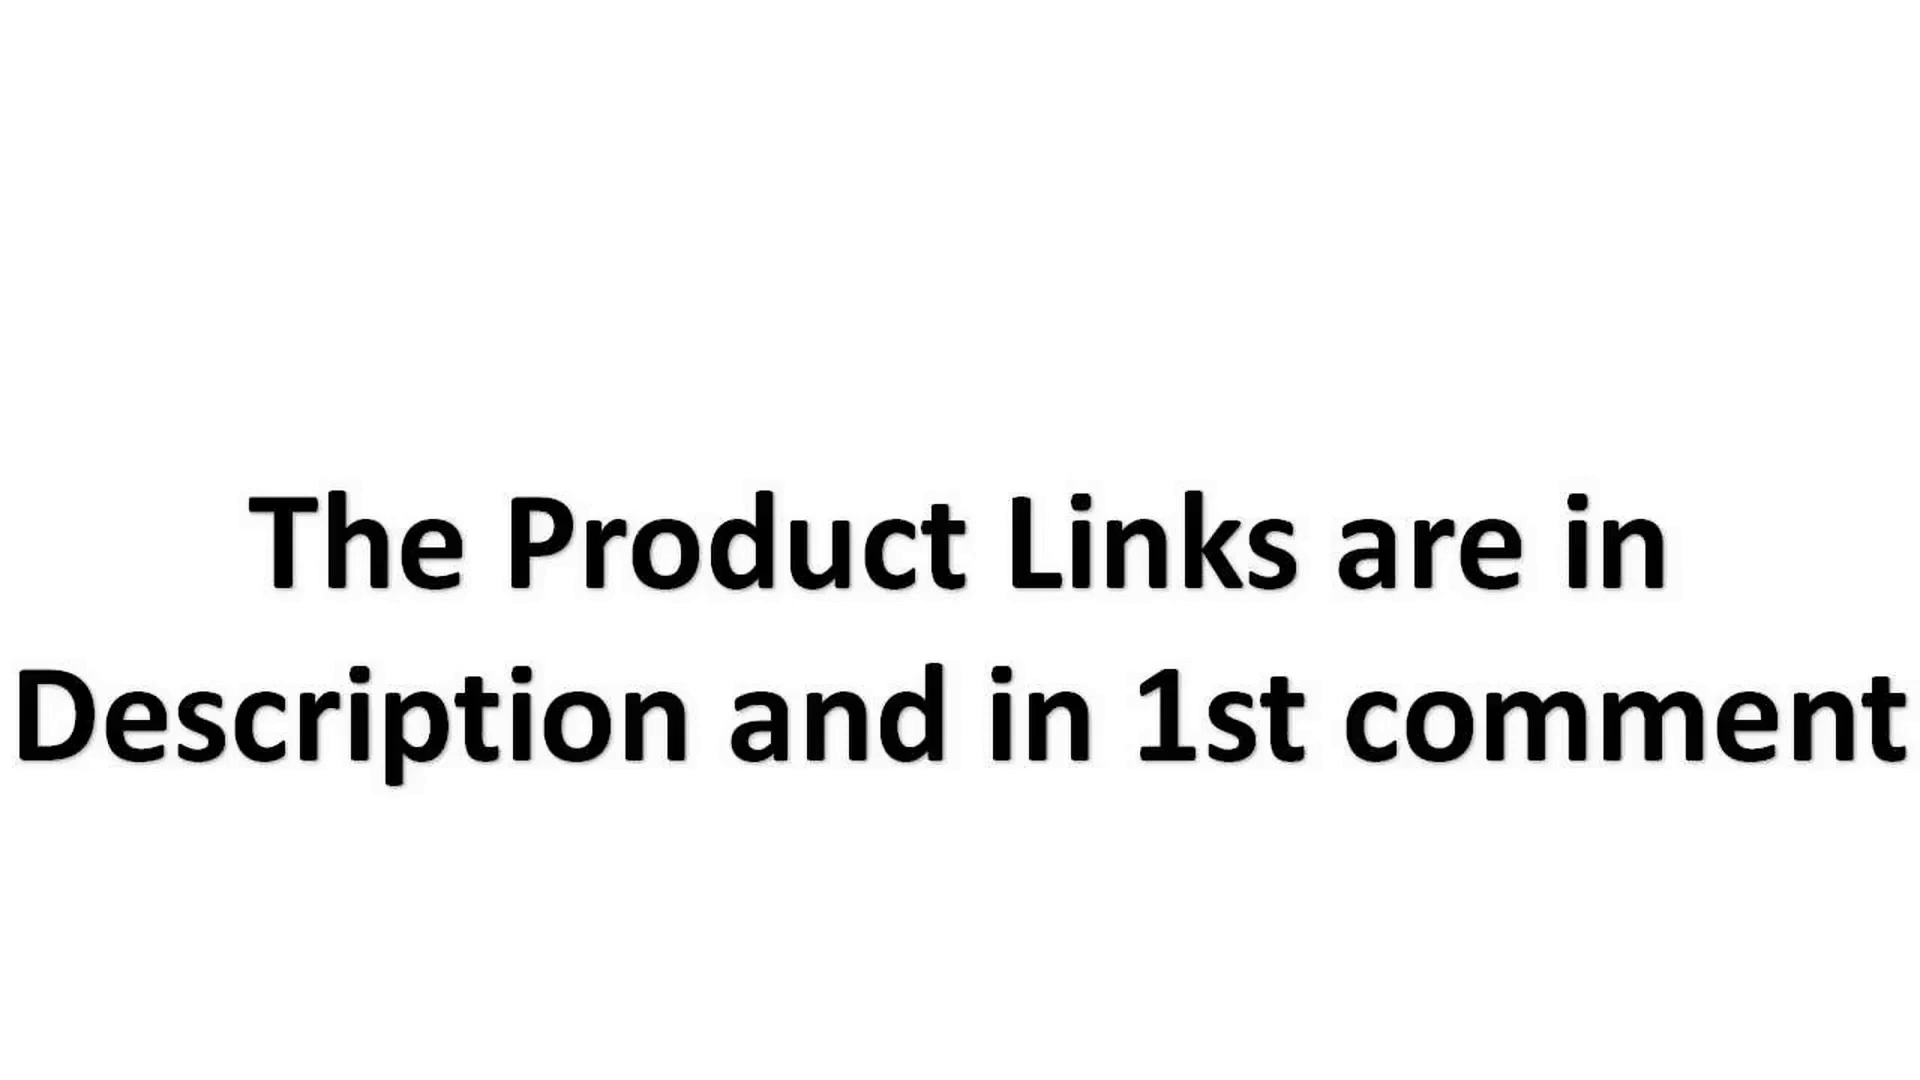 The Product Links are in
Description and in 1st comment